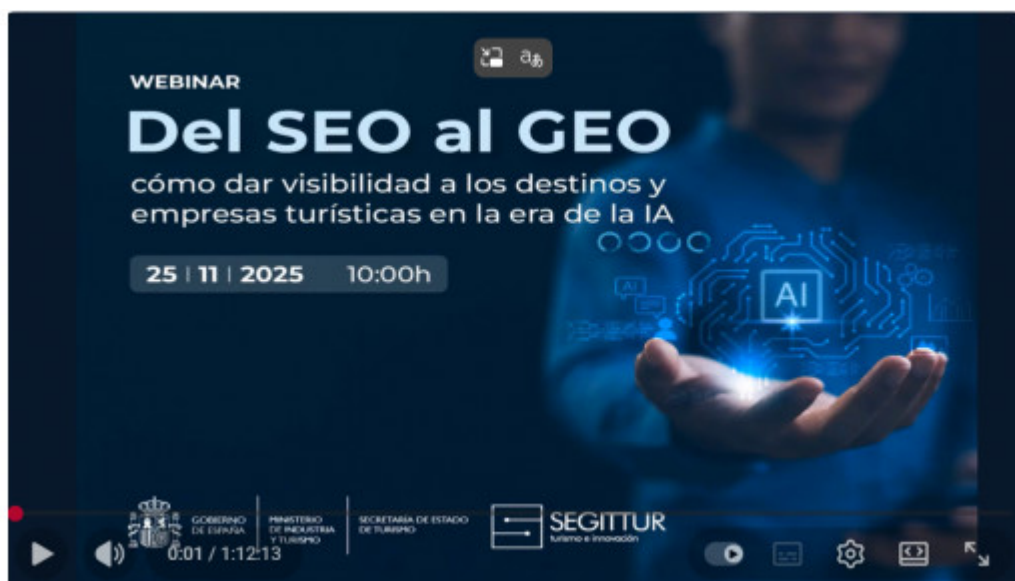 WEBINAR
Del SEO al GEO
cómo dar visibilidad a los destinos y
empresas turísticas en la era de la IA
25 | 11 | 2025 10:00h
AI
AI
GOBIERNO
DE ESPAÑA
MINISTERIO
DE INDUSTRIA
Y TURISMO
SECRETARÍA DE ESTADO
DE TURISMO
SEGITTUR
turismo e innovación
0:01 / 1:12:13